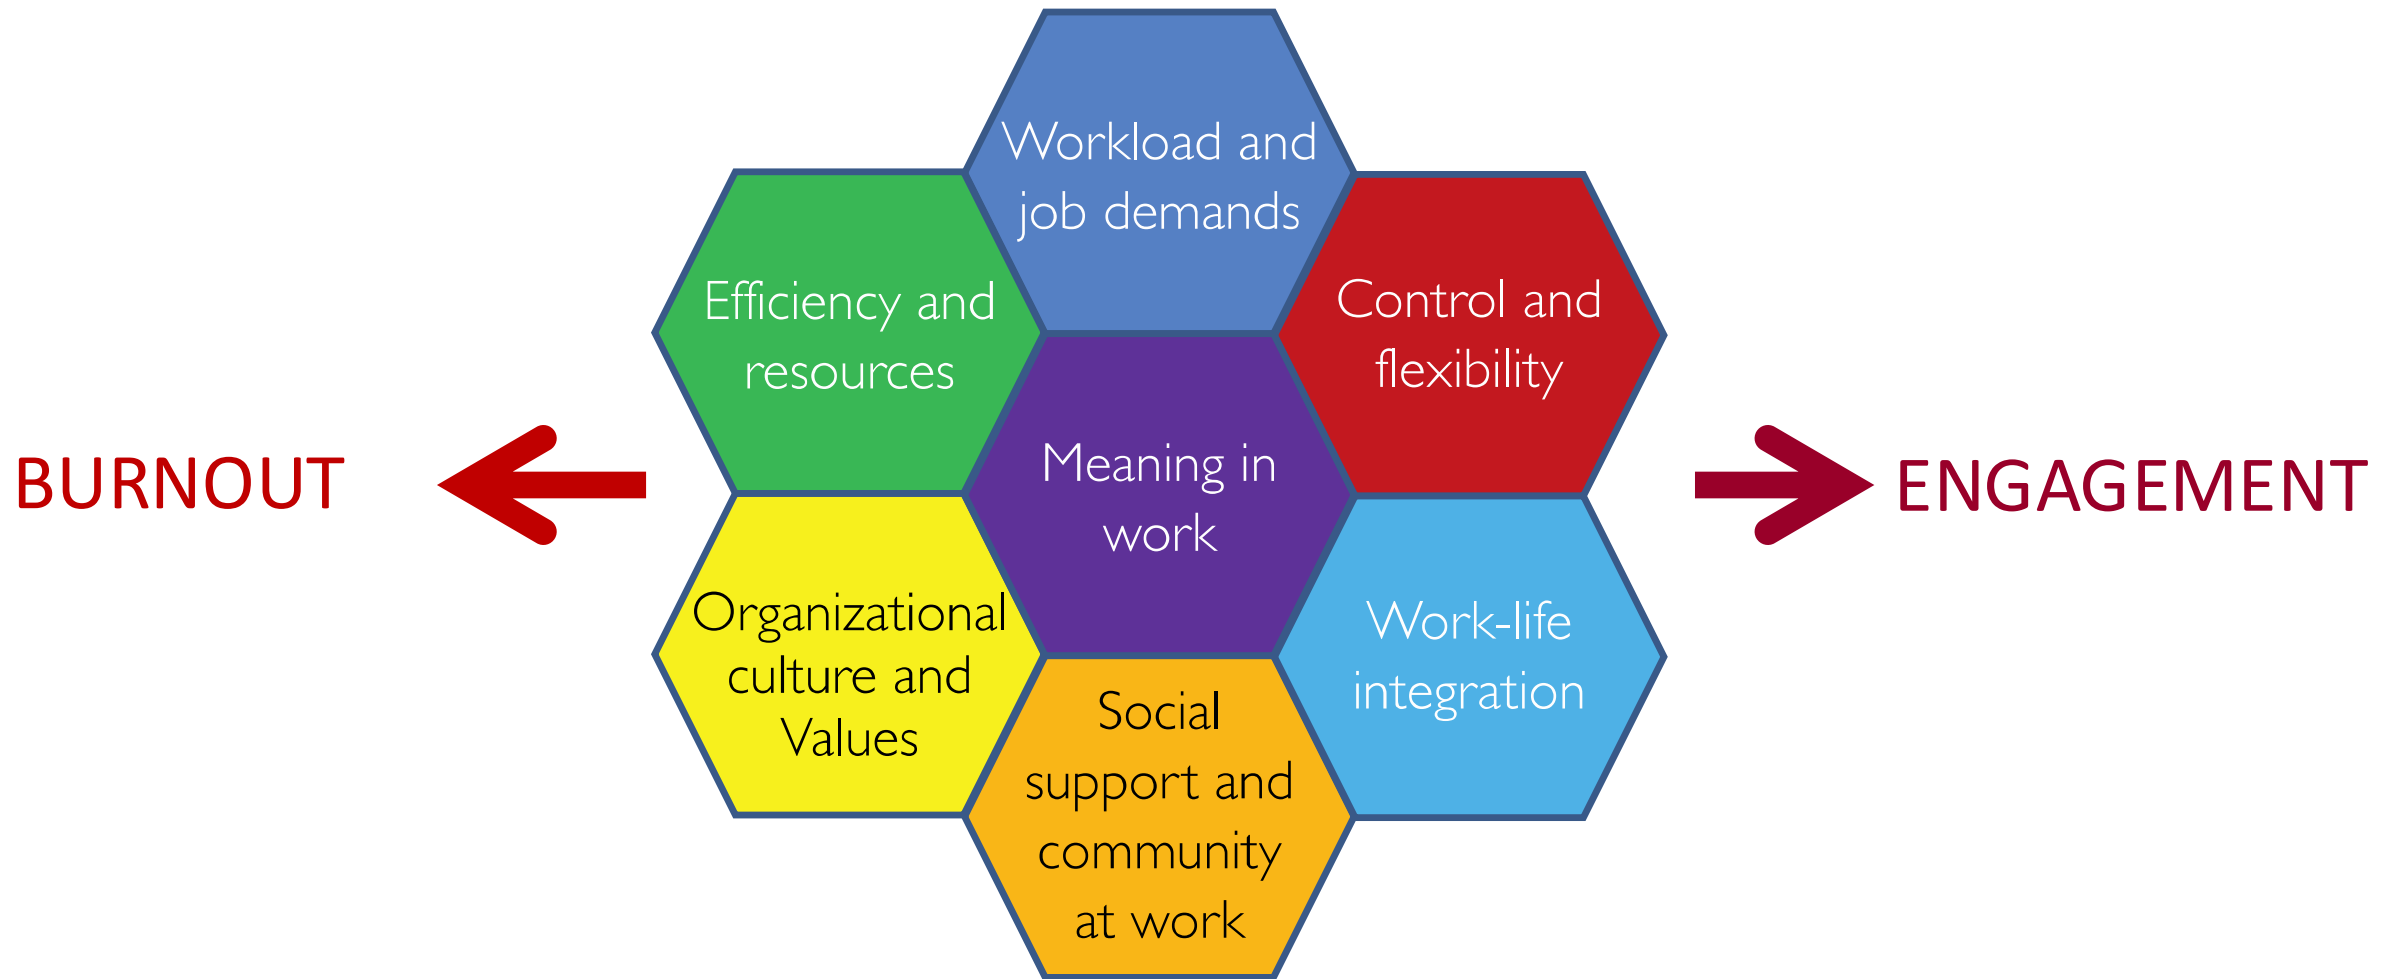 Workload and
job demands
Efficiency and
resources
Control and
flexibility
BURNOUT
Meaning in
work
ENGAGEMENT
Organizational
culture and
Values
Work-life
integration
Social
support and
community
at work